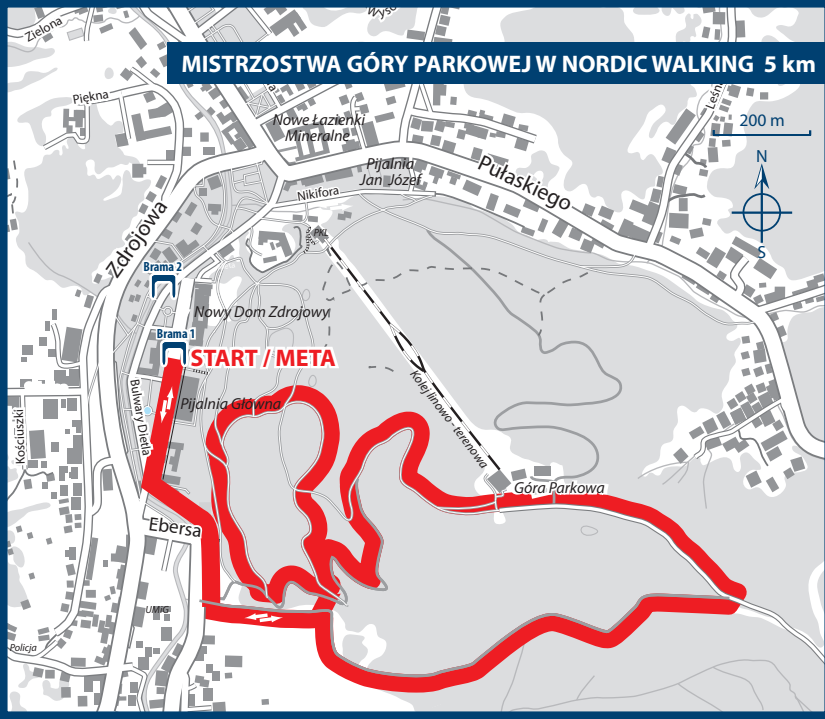 Zielona
MISTRZOSTWA GÓRY PARKOWEJ W NORDIC WALKING 5 km
Piękna
Leśn
200 m
Nowe Łazienki
Mineralne
N
S
Pijalnia
Jan Józef
Pułaskiego
Nikifora
Zdrojowa
PKL
Brama 2
Nowy Dom Zdrojowy
Brama 1
START / META
Kolej linowo - terenowa
Bulwary Dietla
Pijalnia Główna
Kościuszki
Góra Parkowa
Ebersa
UMiG
Policja